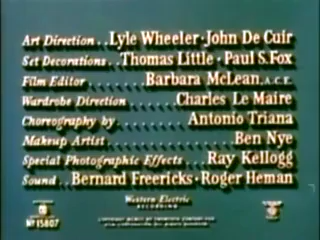 Art Direction . . Lyle Wheeler · John De Cuir
Set Decorations . . Thomas Little · Paul S. Fox
Film Editor . . . . . . Barbara McLean, A.C.E.
Wardrobe Direction . . . . . Charles Le Maire
Choreography by . . . . . . . Antonio Triana
Makeup Artist . . . . . . . . . . . . Ben Nye
Special Photographic Effects . . . Ray Kellogg
Sound . . Bernard Freericks · Roger Heman
Western Electric
RECORDING
Nº 15807